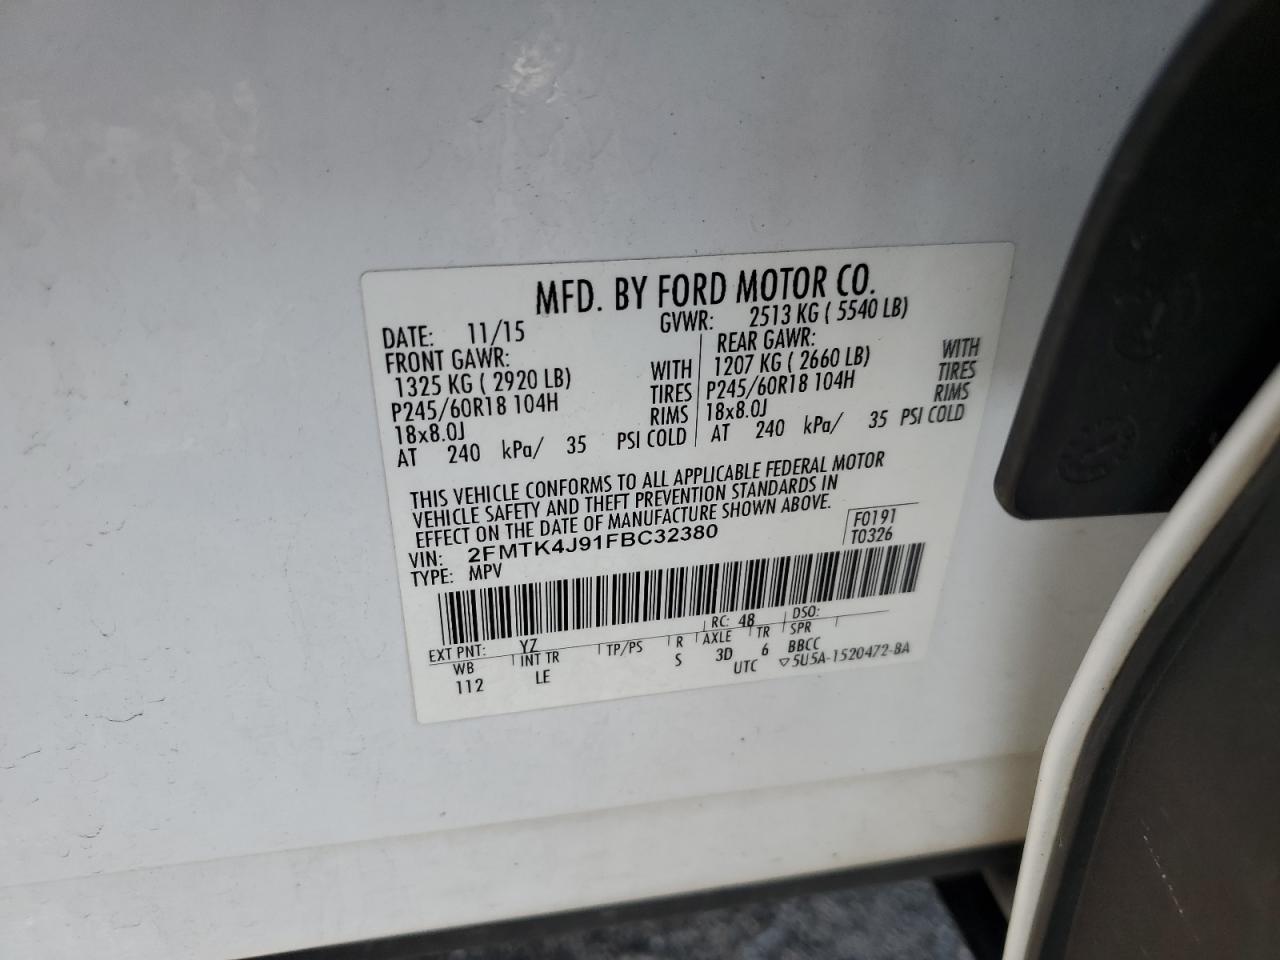 MFD. BY FORD MOTOR CO.
DATE: 11/15 GVWR: 2513 KG ( 5540 LB)
FRONT GAWR: REAR GAWR:
1325 KG ( 2920 LB) WITH 1207 KG ( 2660 LB) WITH
P245/60R18 104H TIRES P245/60R18 104H TIRES
18x8.0J RIMS 18x8.0J RIMS
AT 240 kPa/ 35 PSI COLD AT 240 kPa/ 35 PSI COLD
THIS VEHICLE CONFORMS TO ALL APPLICABLE FEDERAL MOTOR
VEHICLE SAFETY AND THEFT PREVENTION STANDARDS IN
EFFECT ON THE DATE OF MANUFACTURE SHOWN ABOVE.
VIN: 2FMTK4J91FBC32380 F0191
TYPE: MPV T0326
EXT PNT: YZ RC: 48 DSO:
WB INT TR TP/PS R AXLE TR SPR
112 LE S 3D 6 BBCC
UTC ▽5U5A-1520472-BA